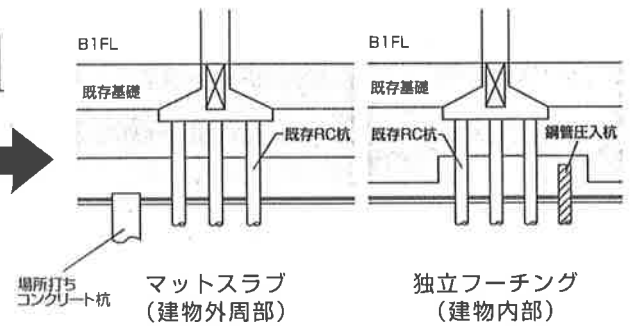 B1FL
既存基礎
既存RC杭
場所打ち
コンクリート杭
マットスラブ
(建物外周部)
B1FL
既存基礎
既存RC杭
鋼管圧入杭
独立フーチング
(建物内部)